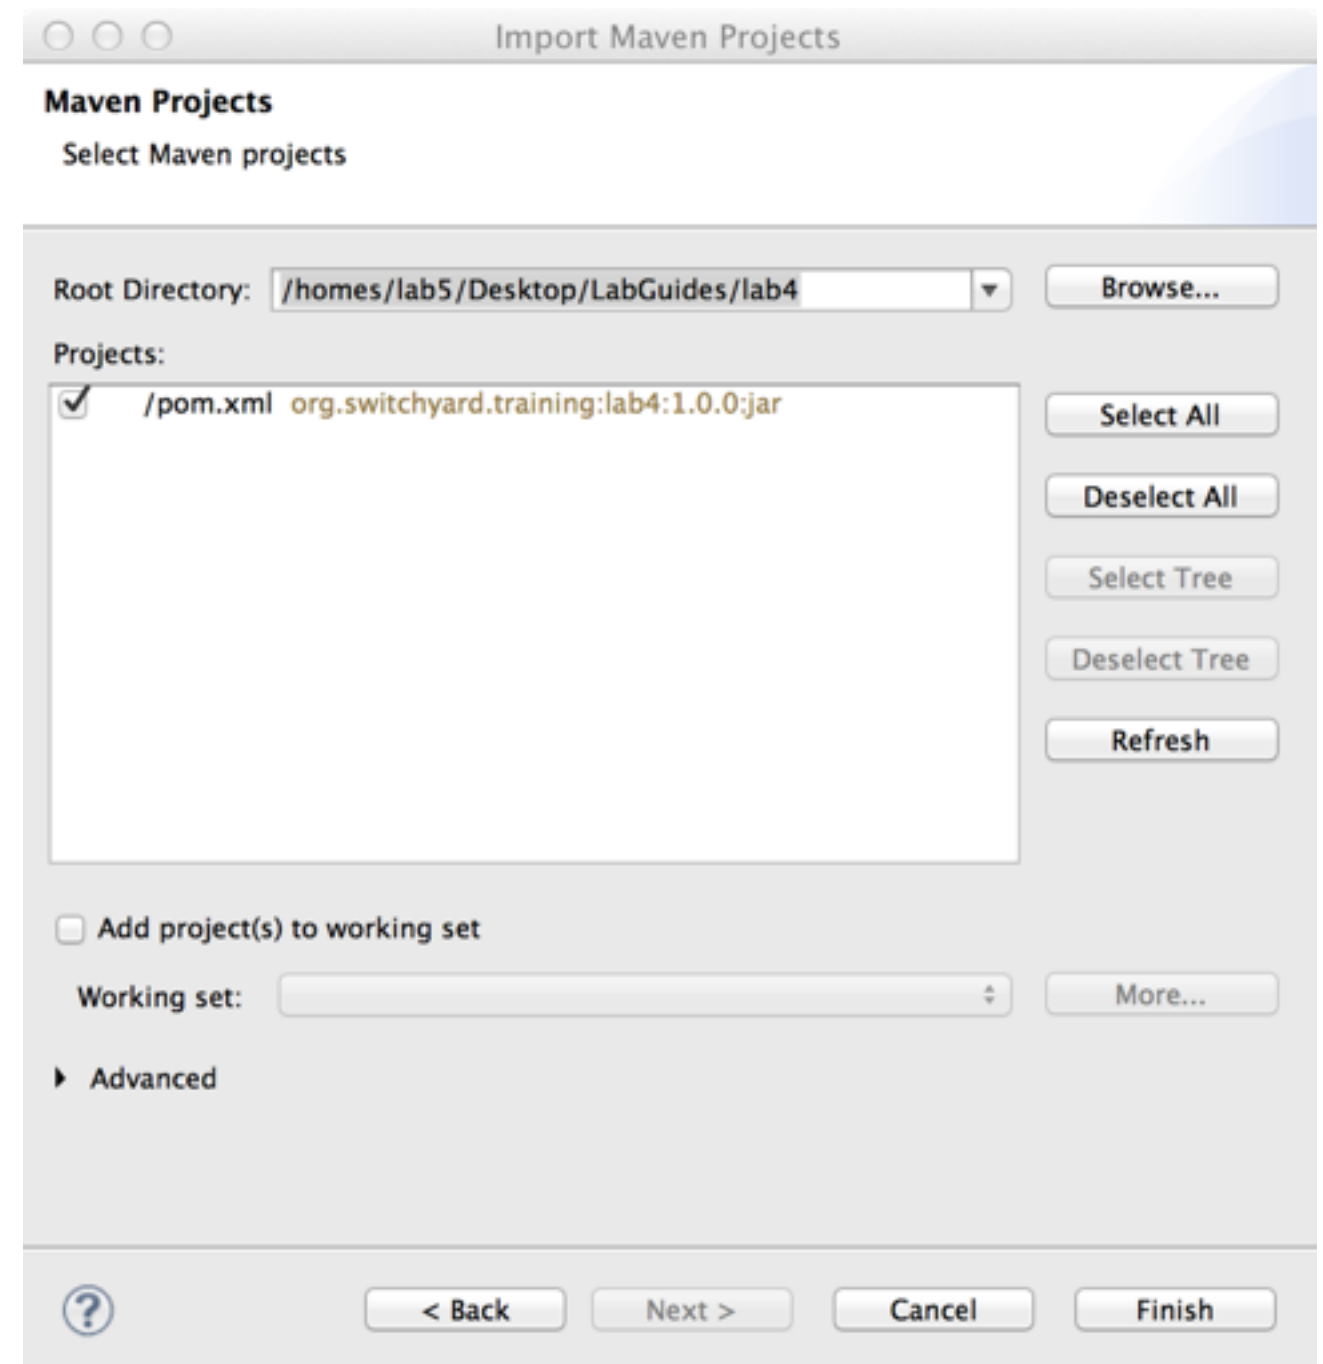 Import Maven Projects
Maven Projects
Select Maven projects
Root Directory: /homes/lab5/Desktop/LabGuides/lab4 Browse...
Projects:
/pom.xml org.switchyard.training:lab4:1.0.0:jar
Select All
Deselect All
Select Tree
Deselect Tree
Refresh
Add project(s) to working set
Working set: More...
Advanced
? < Back Next > Cancel Finish